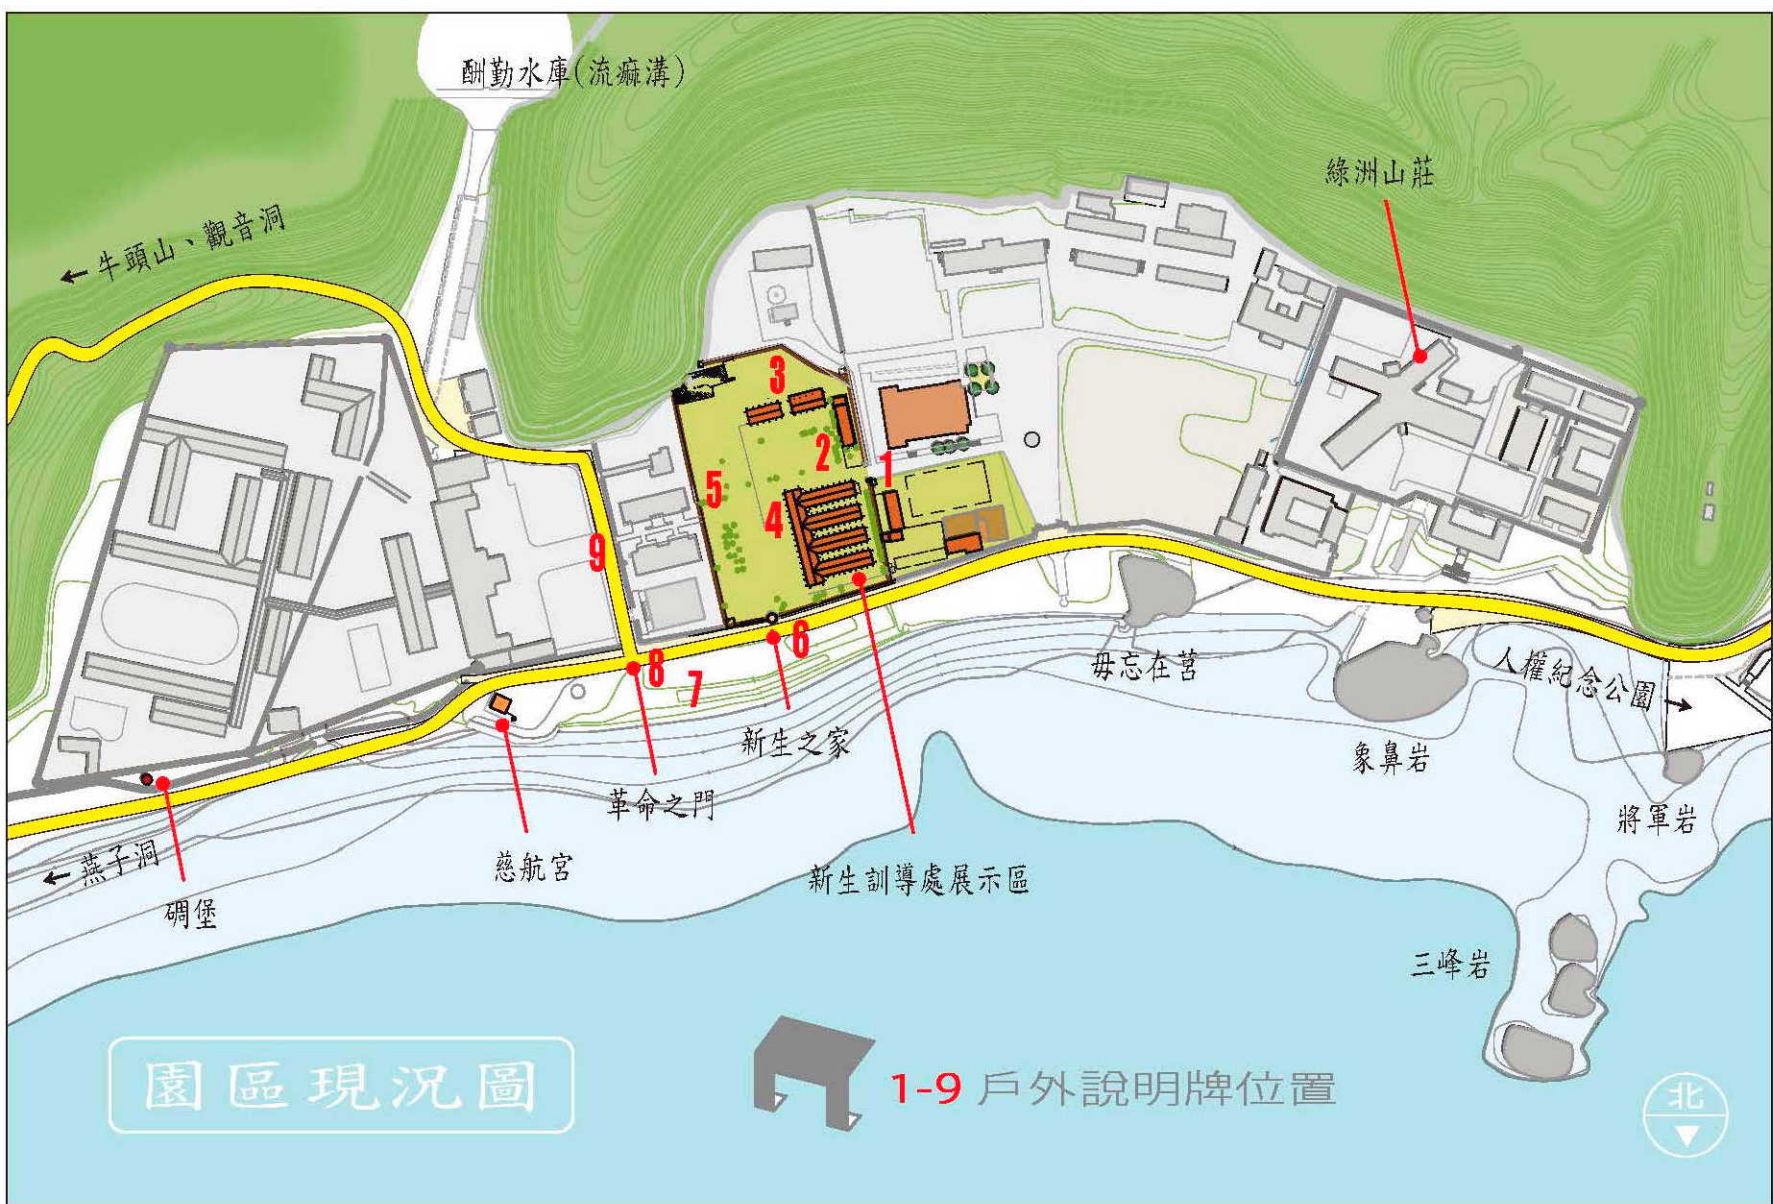 酬勤水庫(流麻溝)
綠洲山莊
← 牛頭山、觀音洞
3
2
1
5
4
9
6
8
7
毋忘在莒
人權紀念公園 →
新生之家
象鼻岩
革命之門
將軍岩
← 燕子洞
慈航宮
新生訓導處展示區
碉堡
三峰岩
園區現況圖
1-9 戶外說明牌位置
北